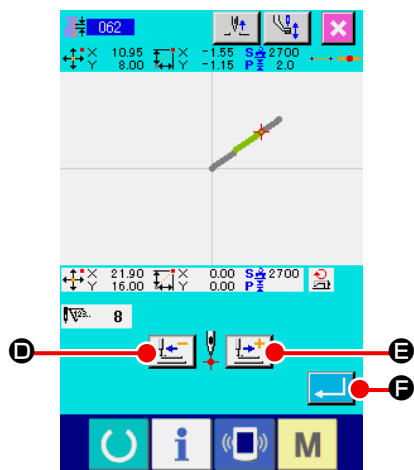 062
X 10.95 X -1.55 S 2700
Y 8.00 Y -1.15 P 2.0
X 21.90 X 0.00 S 2700
Y 16.00 Y 0.00 P
123.. 8
D E
F
i M